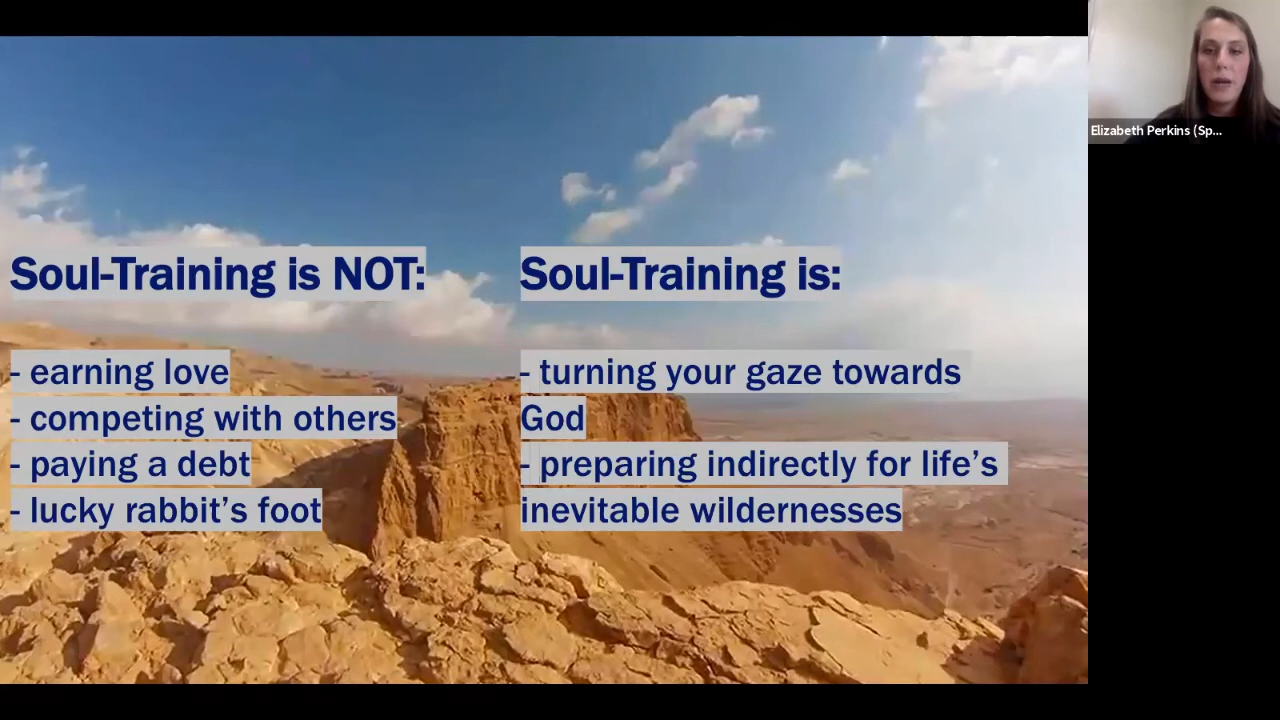 Soul-Training is NOT:
- earning love
- competing with others
- paying a debt
- lucky rabbit’s foot
Soul-Training is:
- turning your gaze towards
God
- preparing indirectly for life’s
inevitable wildernesses
Elizabeth Perkins (Sp...